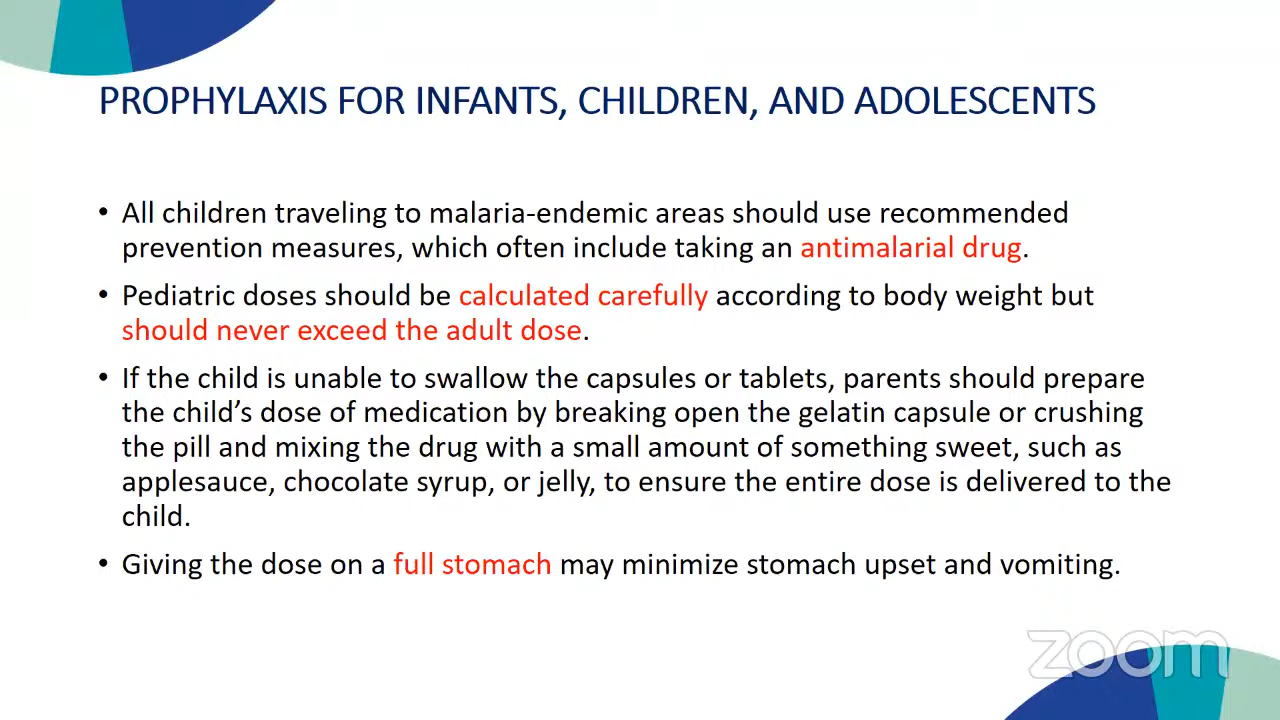 PROPHYLAXIS FOR INFANTS, CHILDREN, AND ADOLESCENTS
• All children traveling to malaria-endemic areas should use recommended
prevention measures, which often include taking an antimalarial drug.
• Pediatric doses should be calculated carefully according to body weight but
should never exceed the adult dose.
• If the child is unable to swallow the capsules or tablets, parents should prepare
the child’s dose of medication by breaking open the gelatin capsule or crushing
the pill and mixing the drug with a small amount of something sweet, such as
applesauce, chocolate syrup, or jelly, to ensure the entire dose is delivered to the
child.
• Giving the dose on a full stomach may minimize stomach upset and vomiting.
zoom